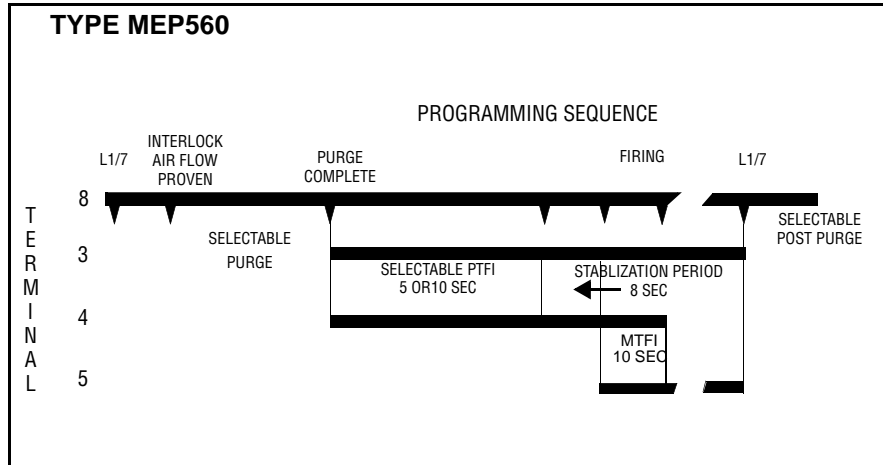 TYPE MEP560
PROGRAMMING SEQUENCE
L1/7
INTERLOCK
AIR FLOW
PROVEN
PURGE
COMPLETE
FIRING
L1/7
TERMINAL
8
SELECTABLE
POST PURGE
3
SELECTABLE
PURGE
SELECTABLE PTFI
5 OR10 SEC
STABLIZATION PERIOD
8 SEC
4
MTFI
10 SEC
5